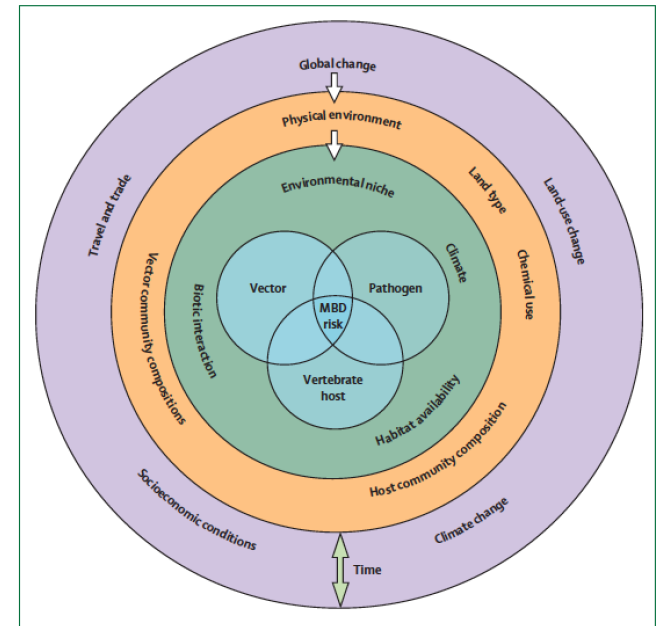 Global change
Physical environment
Environmental niche
Travel and trade
Vector community compositions
Biotic interaction
Land type
Land-use change
Chemical use
Climate
Vector
Pathogen
MBD
risk
Vertebrate
host
Habitat availability
Host community composition
Socioeconomic conditions
Climate change
Time